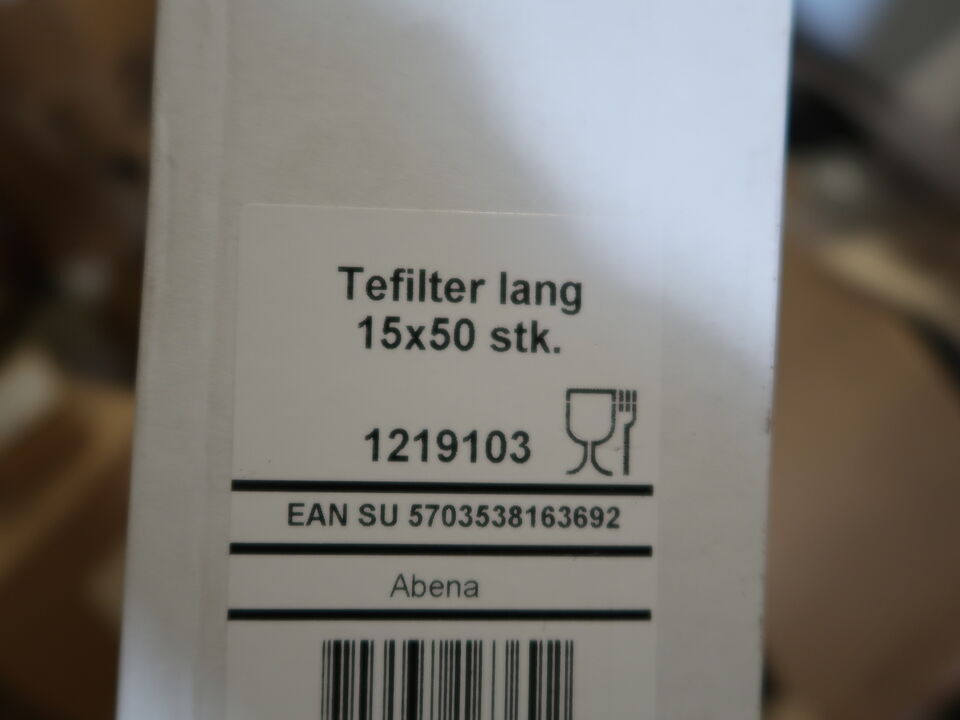 Tefilter lang
15x50 stk.
1219103
EAN SU 5703538163692
Abena